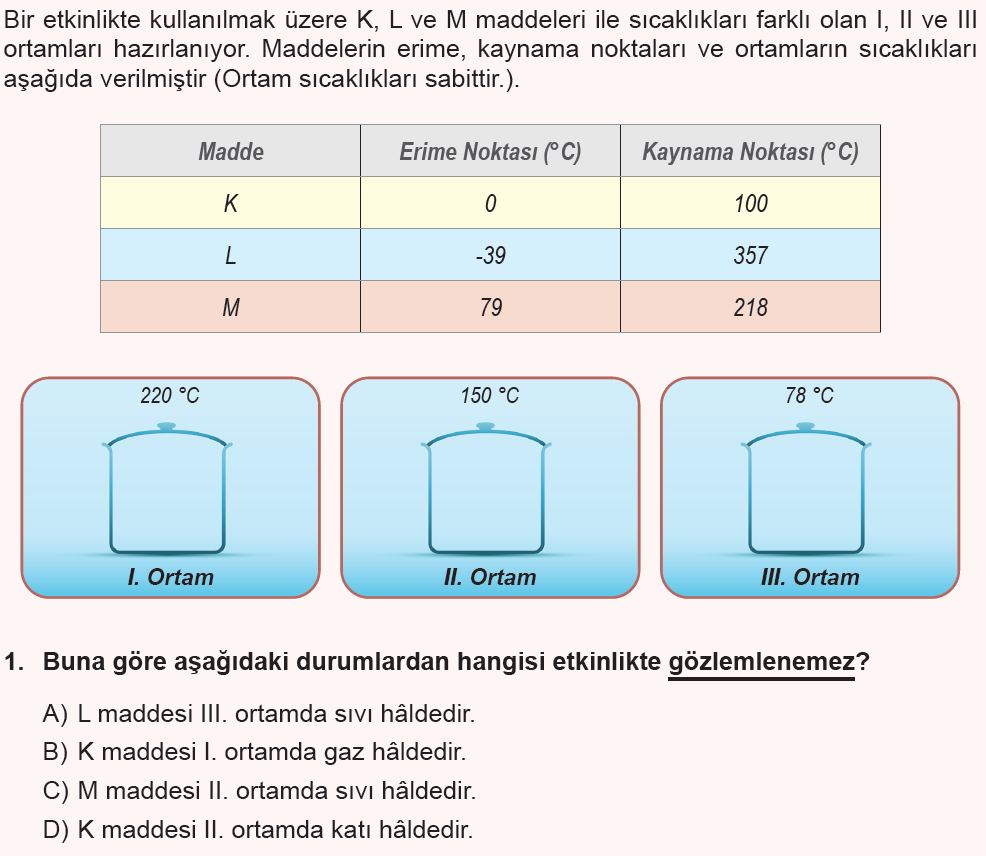 Bir etkinlikte kullanılmak üzere K, L ve M maddeleri ile sıcaklıkları farklı olan I, II ve III
ortamları hazırlanıyor. Maddelerin erime, kaynama noktaları ve ortamların sıcaklıkları
aşağıda verilmiştir (Ortam sıcaklıkları sabittir.).
Madde Erime Noktası (°C) Kaynama Noktası (°C)
K 0 100
L -39 357
M 79 218
220 °C 150 °C 78 °C
I. Ortam II. Ortam III. Ortam
1. Buna göre aşağıdaki durumlardan hangisi etkinlikte gözlemlenemez?
A) L maddesi III. ortamda sıvı hâldedir.
B) K maddesi I. ortamda gaz hâldedir.
C) M maddesi II. ortamda sıvı hâldedir.
D) K maddesi II. ortamda katı hâldedir.